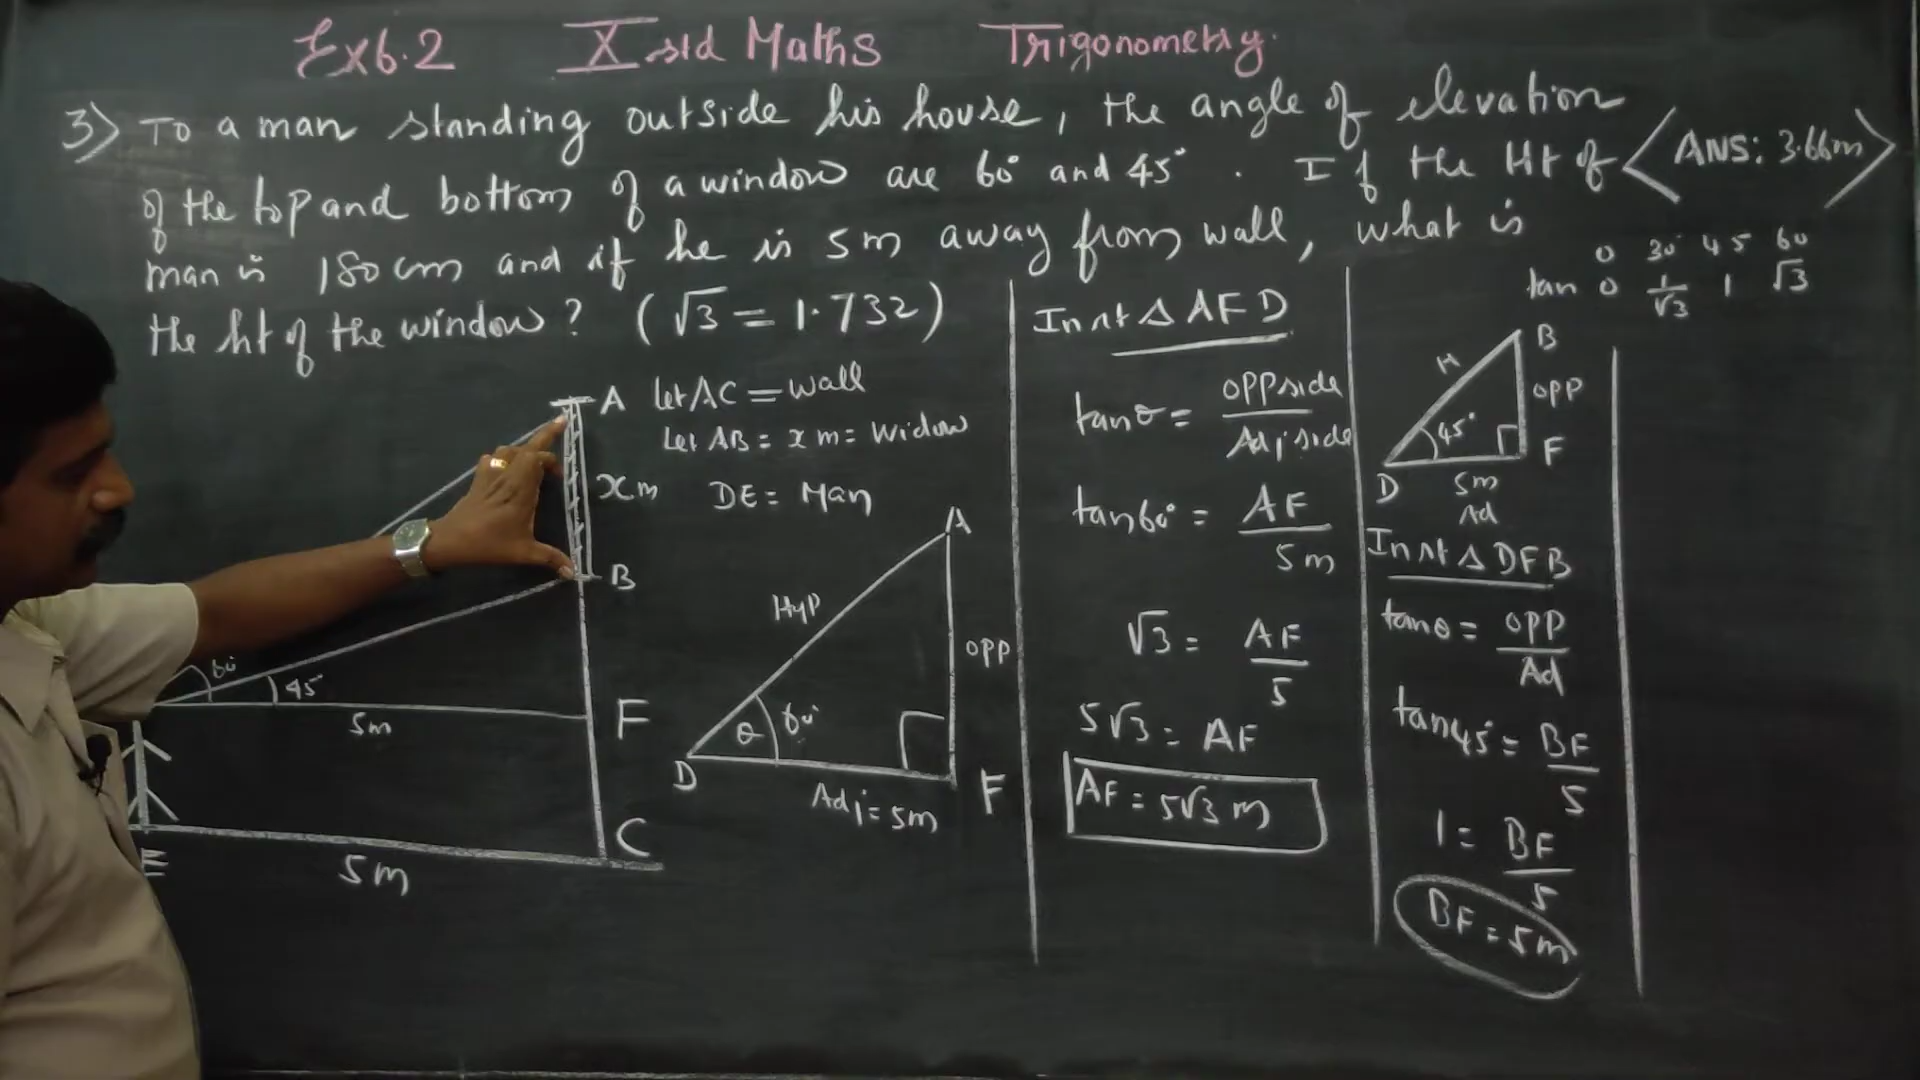 Ex 6.2 X std Maths Trigonometry.
3) To a man standing outside his house, the angle of elevation
of the top and bottom of a window are 60° and 45°. If the Ht of
man is 180 cm and if he is 5 m away from wall, what is
the ht of the window? (√3 = 1.732)
<ANS: 3.66m>
0 30° 45 60
tan 0 1/√3 1 √3
A
Let AC = Wall
Let AB = x m = Widow
x m
DE = Man
B
60°
45°
5m
F
E
5m
C
A
Hyp
opp
θ 60°
D
Adj = 5m
F
In rt Δ AFD
tanθ = oppside / Adj side
tan60° = AF / 5m
√3 = AF / 5
5√3 = AF
AF = 5√3 m
B
H
opp
45°
F
D
5m
Ad
In rt Δ DFB
tanθ = opp / Ad
tan45° = BF / 5
1 = BF / 5
BF = 5m